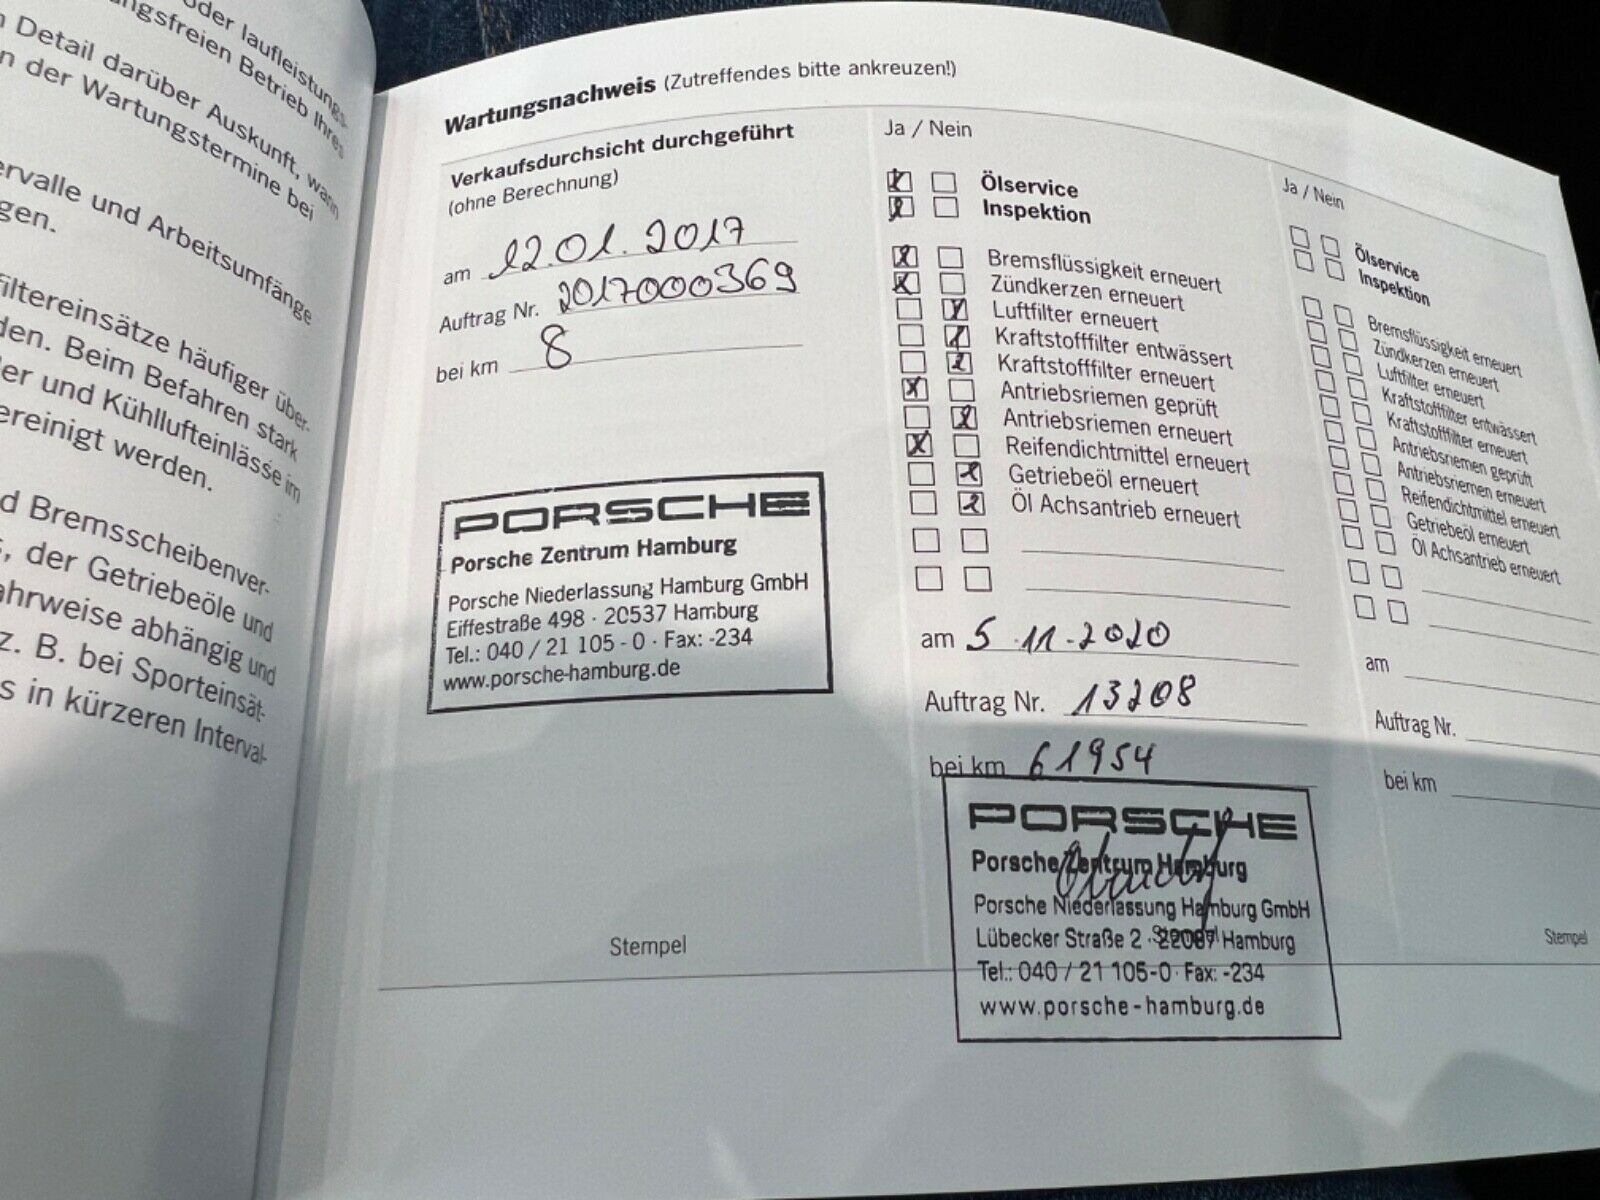 oder laufleistungs-
ngsfreien Betrieb Ihres
Detail darüber Auskunft, wann
n der Wartungstermine bei
ervalle und Arbeitsumfänge
gen.
filtereinsätze häufiger über-
den. Beim Befahren stark
er und Kühllufteinlässe im
ereinigt werden.
d Bremsscheibenver-
, der Getriebeöle und
ahrweise abhängig und
z. B. bei Sporteinsät-
s in kürzeren Interval-
Wartungsnachweis (Zutreffendes bitte ankreuzen!)
Verkaufsdurchsicht durchgeführt
(ohne Berechnung)
am 12.01.2017
Auftrag Nr. 2017000369
bei km 8
PORSCHE
Porsche Zentrum Hamburg
Porsche Niederlassung Hamburg GmbH
Eiffestraße 498 · 20537 Hamburg
Tel.: 040 / 21 105 - 0 · Fax: -234
www.porsche-hamburg.de
Stempel
Ja / Nein
Ölservice
Inspektion
Bremsflüssigkeit erneuert
Zündkerzen erneuert
Luftfilter erneuert
Kraftstofffilter entwässert
Kraftstofffilter erneuert
Antriebsriemen geprüft
Antriebsriemen erneuert
Reifendichtmittel erneuert
Getriebeöl erneuert
Öl Achsantrieb erneuert
am 5.11.2020
Auftrag Nr. 13208
bei km 61954
PORSCHE
Porsche Zentrum Hamburg
Porsche Niederlassung Hamburg GmbH
Lübecker Straße 2 · 22087 Hamburg
Tel.: 040 / 21 105-0 · Fax: -234
www.porsche-hamburg.de
Ja / Nein
Ölservice
Inspektion
Bremsflüssigkeit erneuert
Zündkerzen erneuert
Luftfilter erneuert
Kraftstofffilter entwässert
Kraftstofffilter erneuert
Antriebsriemen geprüft
Antriebsriemen erneuert
Reifendichtmittel erneuert
Getriebeöl erneuert
Öl Achsantrieb erneuert
am
Auftrag Nr.
bei km
Stempel